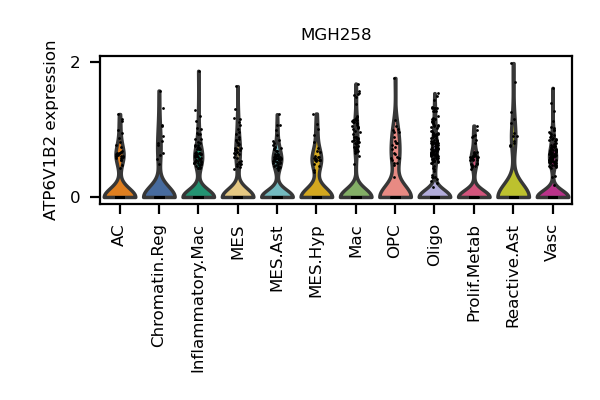 MGH258
ATP6V1B2 expression
2
0
AC
Chromatin.Reg
Inflammatory.Mac
MES
MES.Ast
MES.Hyp
Mac
OPC
Oligo
Prolif.Metab
Reactive.Ast
Vasc